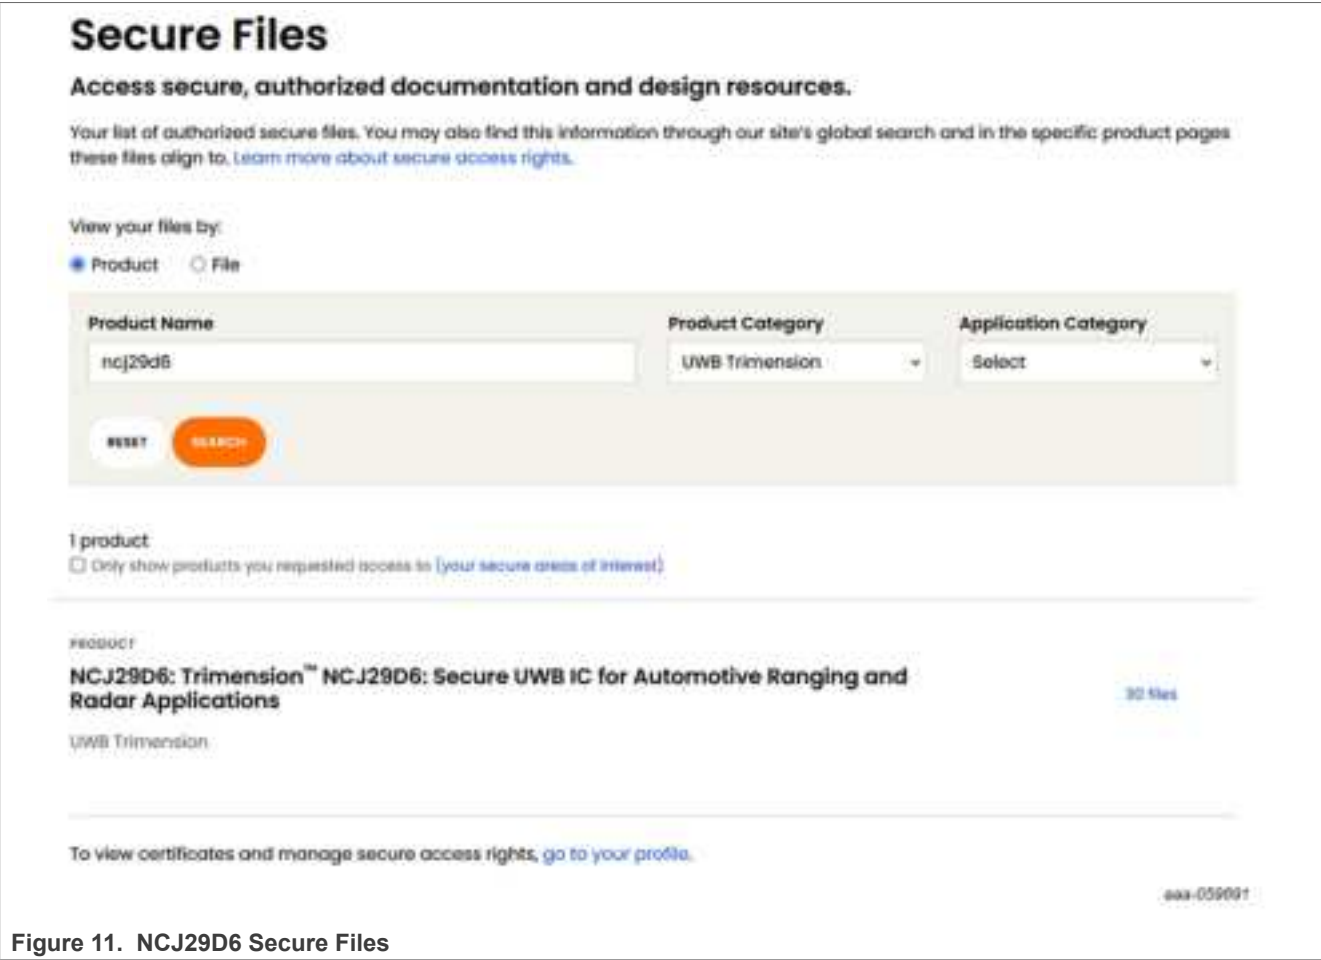 Secure Files
Access secure, authorized documentation and design resources.
Your list of authorized secure files. You may also find this information through our site's global search and in the specific product pages
these files align to. Learn more about secure access rights.
View your files by:
Product File
Product Name Product Category Application Category
ncj29d6 UWB Trimension Select
RESET SEARCH
1 product
Only show products you requested access to (your secure areas of interest)
PRODUCT
NCJ29D6: Trimension™ NCJ29D6: Secure UWB IC for Automotive Ranging and
Radar Applications
30 files
UWB Trimension
To view certificates and manage secure access rights, go to your profile.
aaa-059691
Figure 11. NCJ29D6 Secure Files